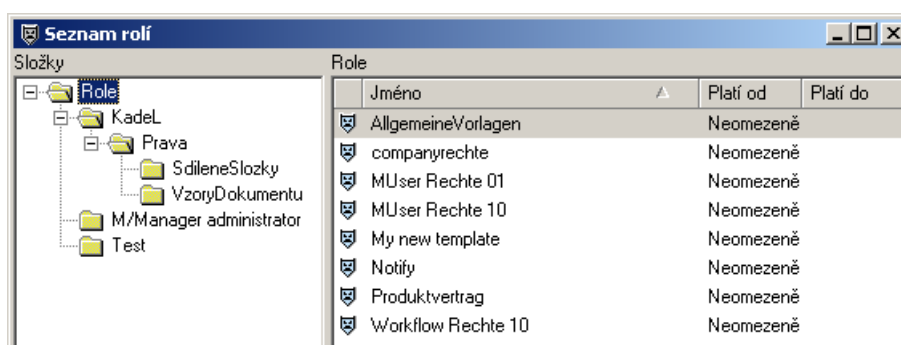 Seznam rolí
Složky
Role
Role
KadeL
Prava
SdileneSlozky
VzoryDokumentu
M/Manager administrator
Test
Jméno Platí od Platí do
AllgemeineVorlagen Neomezeně
companyrechte Neomezeně
MUser Rechte 01 Neomezeně
MUser Rechte 10 Neomezeně
My new template Neomezeně
Notify Neomezeně
Produktvertrag Neomezeně
Workflow Rechte 10 Neomezeně